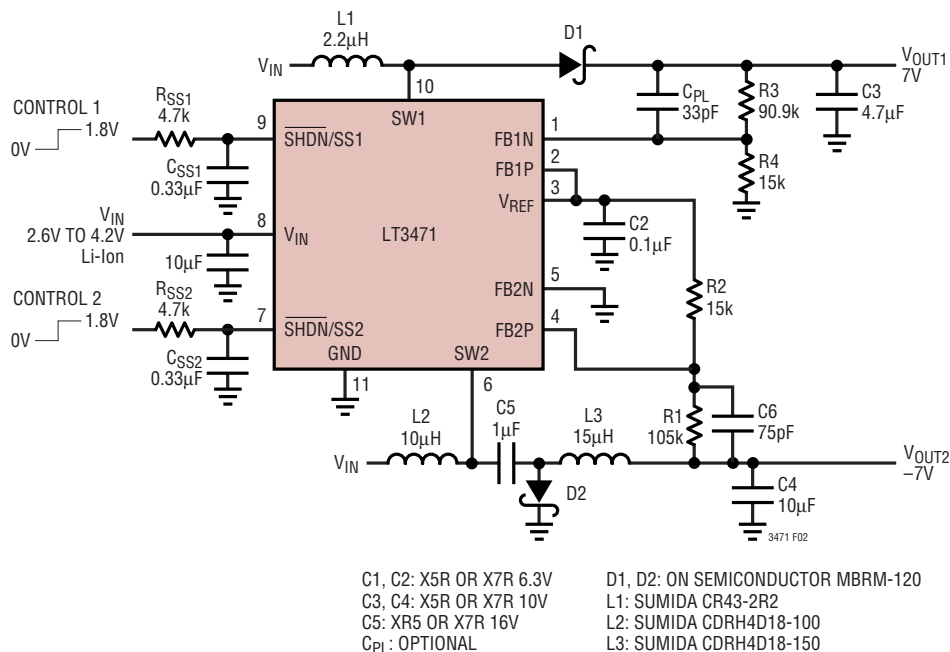 L1
2.2µH
VIN
D1
VOUT1
7V
10
SW1
CPL
33pF
R3
90.9k
C3
4.7µF
CONTROL 1
0V
1.8V
RSS1
4.7k
9
SHDN/SS1
FB1N
1
CSS1
0.33µF
FB1P
2
R4
15k
VREF
3
VIN
2.6V TO 4.2V
Li-Ion
8
VIN
LT3471
C2
0.1µF
10µF
FB2N
5
R2
15k
CONTROL 2
0V
1.8V
RSS2
4.7k
7
SHDN/SS2
FB2P
4
CSS2
0.33µF
GND
SW2
11
6
L2
10µH
C5
1µF
L3
15µH
R1
105k
C6
75pF
VIN
VOUT2
–7V
D2
C4
10µF
3471 F02
C1, C2: X5R OR X7R 6.3V
C3, C4: X5R OR X7R 10V
C5: XR5 OR X7R 16V
CPL: OPTIONAL
D1, D2: ON SEMICONDUCTOR MBRM-120
L1: SUMIDA CR43-2R2
L2: SUMIDA CDRH4D18-100
L3: SUMIDA CDRH4D18-150